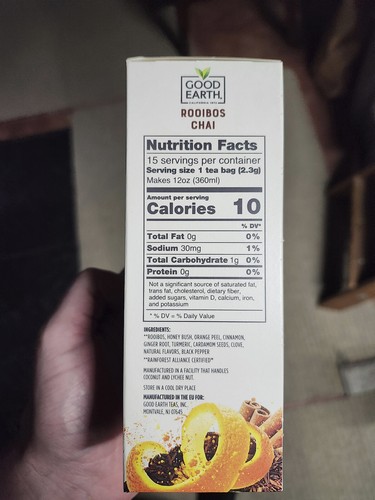 GOOD
EARTH®
CALIFORNIA 1972
ROOIBOS
CHAI
Nutrition Facts
15 servings per container
Serving size 1 tea bag (2.3g)
Makes 12oz (360ml)
Amount per serving
Calories 10
% DV*
Total Fat 0g 0%
Sodium 30mg 1%
Total Carbohydrate 1g 0%
Protein 0g 0%
Not a significant source of saturated fat,
trans fat, cholesterol, dietary fiber,
added sugars, vitamin D, calcium, iron,
and potassium
* % DV = % Daily Value
INGREDIENTS:
**ROOIBOS, HONEY BUSH, ORANGE PEEL, CINNAMON,
GINGER ROOT, TURMERIC, CARDAMOM SEEDS, CLOVE,
NATURAL FLAVORS, BLACK PEPPER
**RAINFOREST ALLIANCE CERTIFIED™
MANUFACTURED IN A FACILITY THAT HANDLES
COCONUT AND LYCHEE NUT.
STORE IN A COOL DRY PLACE
MANUFACTURED IN THE EU FOR:
GOOD EARTH TEAS, INC.
MONTVALE, NJ 07645